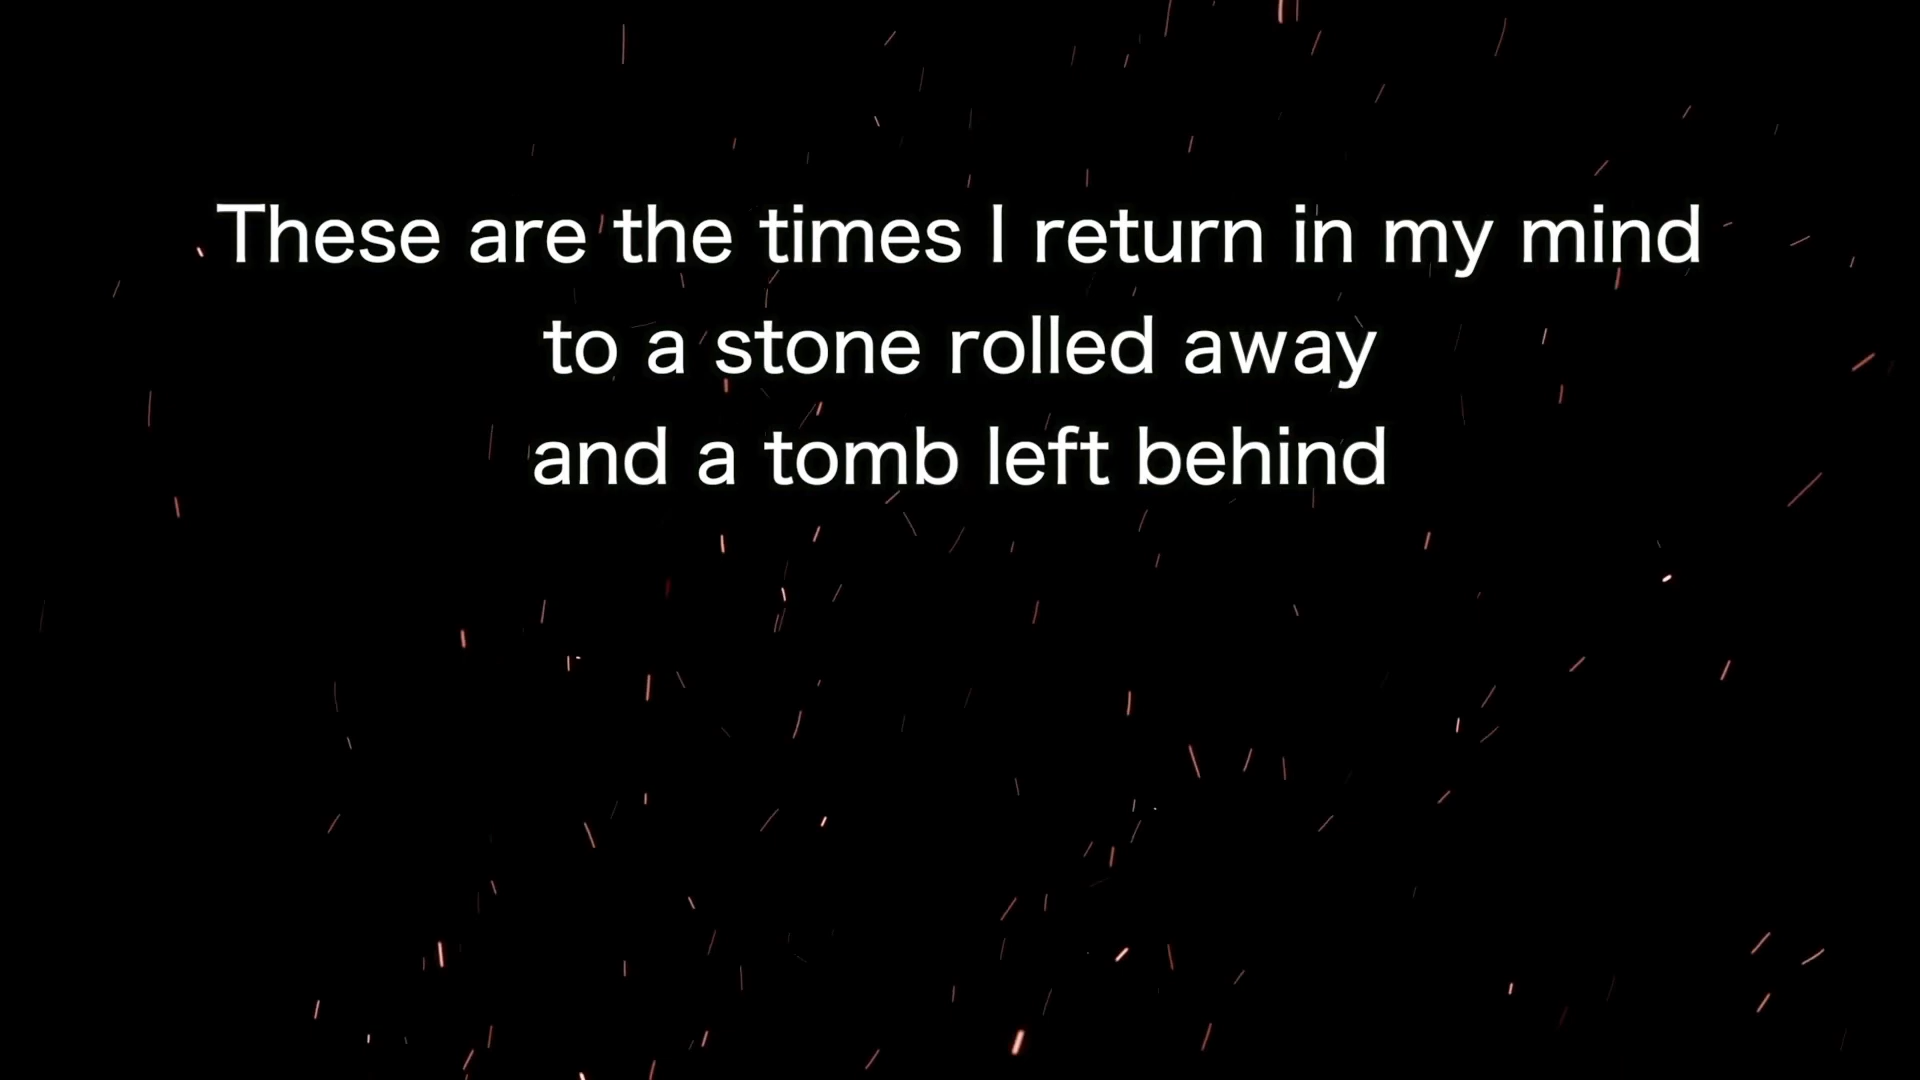 These are the times I return in my mind
to a stone rolled away
and a tomb left behind